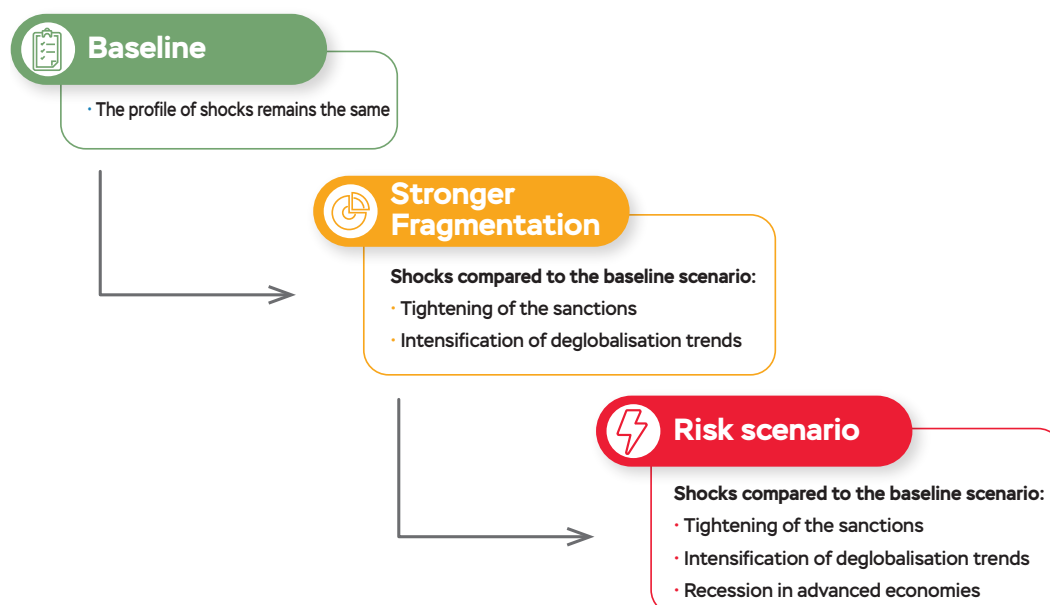 Baseline
· The profile of shocks remains the same
Stronger
Fragmentation
Shocks compared to the baseline scenario:
· Tightening of the sanctions
· Intensification of deglobalisation trends
Risk scenario
Shocks compared to the baseline scenario:
· Tightening of the sanctions
· Intensification of deglobalisation trends
· Recession in advanced economies